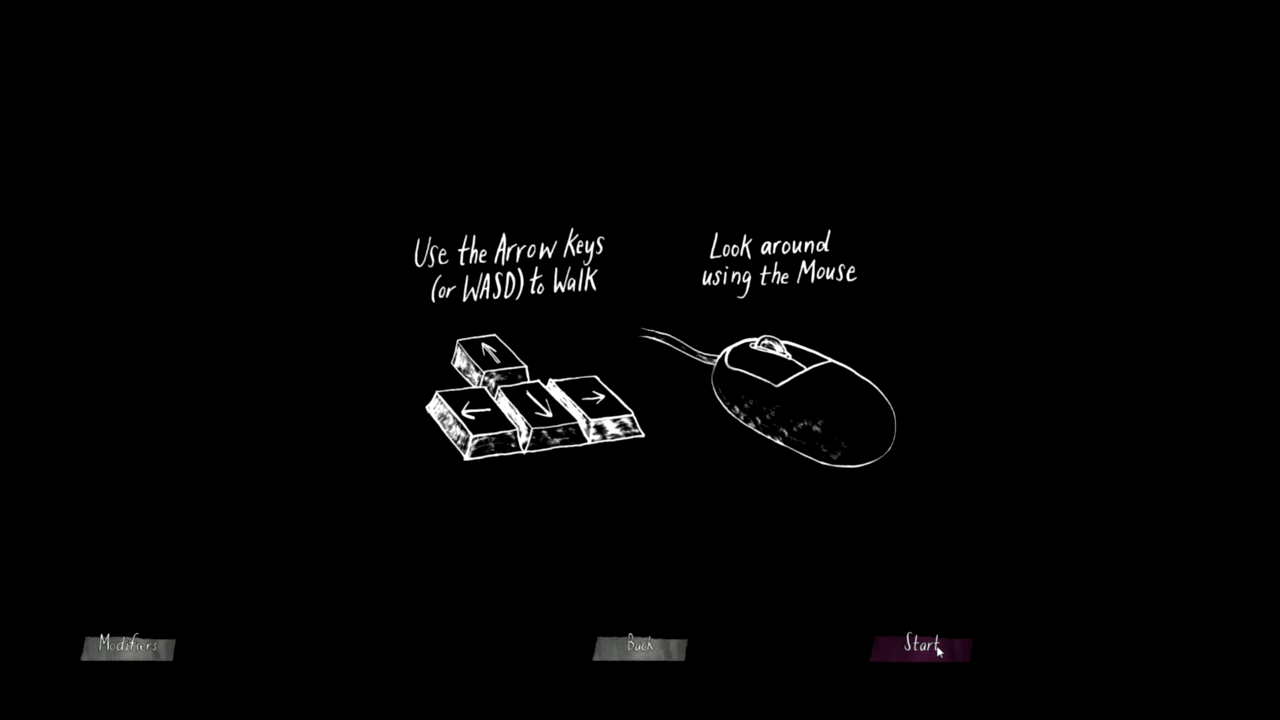 Use the Arrow Keys
(or WASD) to Walk
Look around
using the Mouse
Modifiers
Back
Start